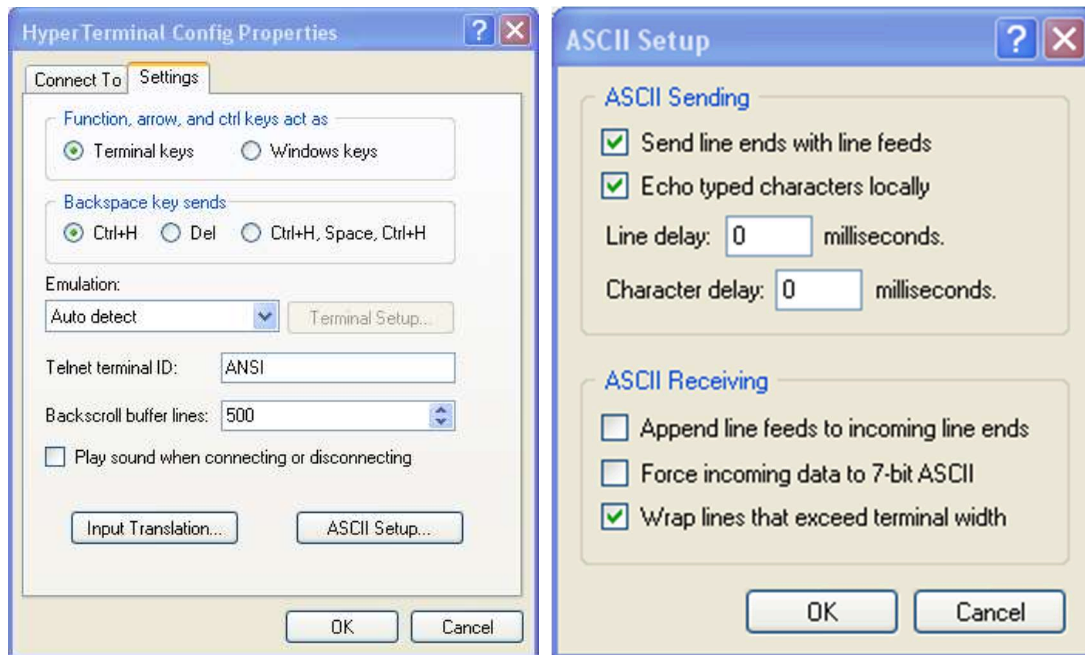 HyperTerminal Config Properties
Connect To Settings
Function, arrow, and ctrl keys act as
Terminal keys Windows keys
Backspace key sends
Ctrl+H Del Ctrl+H, Space, Ctrl+H
Emulation:
Auto detect Terminal Setup...
Telnet terminal ID: ANSI
Backscroll buffer lines: 500
Play sound when connecting or disconnecting
Input Translation... ASCII Setup...
OK Cancel
ASCII Setup
ASCII Sending
Send line ends with line feeds
Echo typed characters locally
Line delay: 0 milliseconds.
Character delay: 0 milliseconds.
ASCII Receiving
Append line feeds to incoming line ends
Force incoming data to 7-bit ASCII
Wrap lines that exceed terminal width
OK Cancel